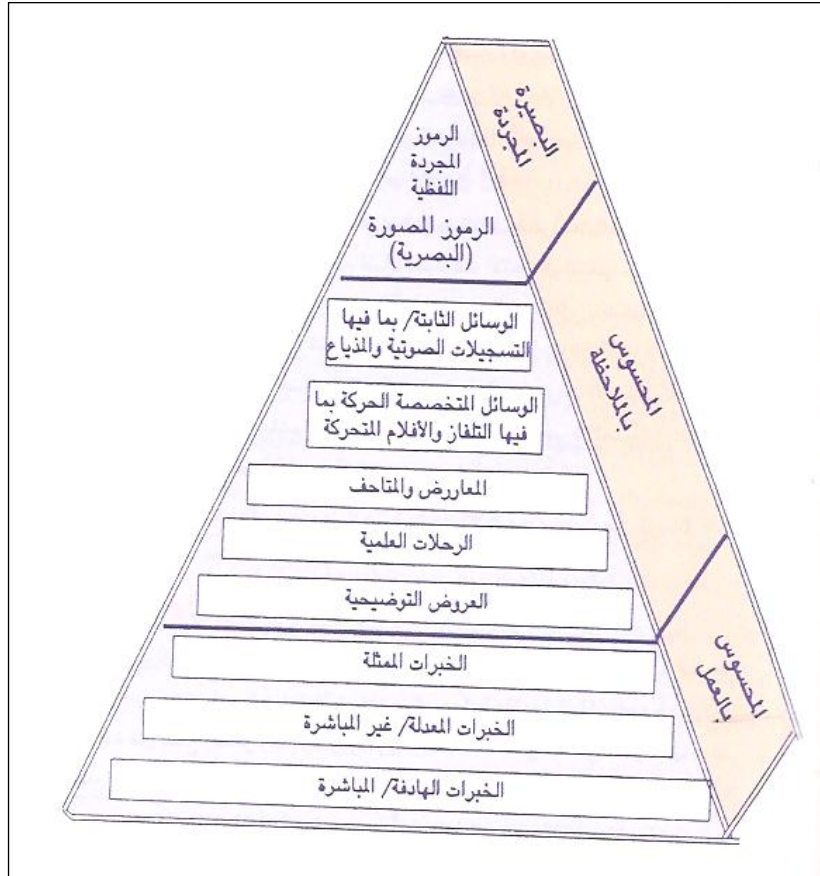 البصيرة
المجردة
الرموز
المجردة
اللفظية
الرموز المصورة
(البصرية)
المحسوس
بالملاحظة
الوسائل الثابتة/ بما فيها
التسجيلات الصوتية والمذياع
الوسائل المتخصصة الحركة بما
فيها التلفاز والأفلام المتحركة
المعاررض والمتاحف
الرحلات العلمية
العروض التوضيحية
المحسوس
بالعمل
الخبرات الممثلة
الخبرات المعدلة/ غير المباشرة
الخبرات الهادفة/ المباشرة